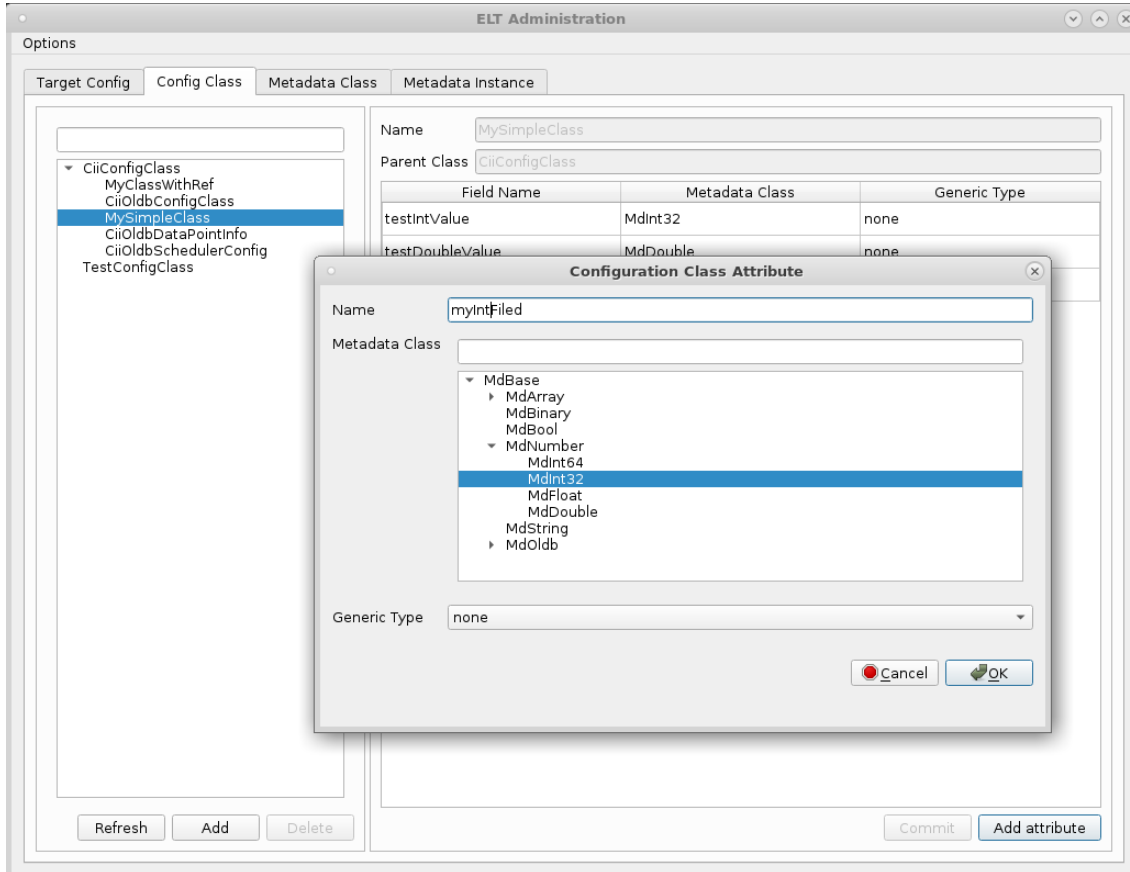 ELT Administration
Options
Target Config
Config Class
Metadata Class
Metadata Instance
CiiConfigClass
MyClassWithRef
CiiOldbConfigClass
MySimpleClass
CiiOldbDataPointInfo
CiiOldbSchedulerConfig
TestConfigClass
Refresh
Add
Delete
Name MySimpleClass
Parent Class CiiConfigClass
Field Name Metadata Class Generic Type
testIntValue MdInt32 none
testDoubleValue MdDouble none
Configuration Class Attribute
Name myIntFiled
Metadata Class
MdBase
MdArray
MdBinary
MdBool
MdNumber
MdInt64
MdInt32
MdFloat
MdDouble
MdString
MdOldb
Generic Type none
Cancel OK
Commit Add attribute